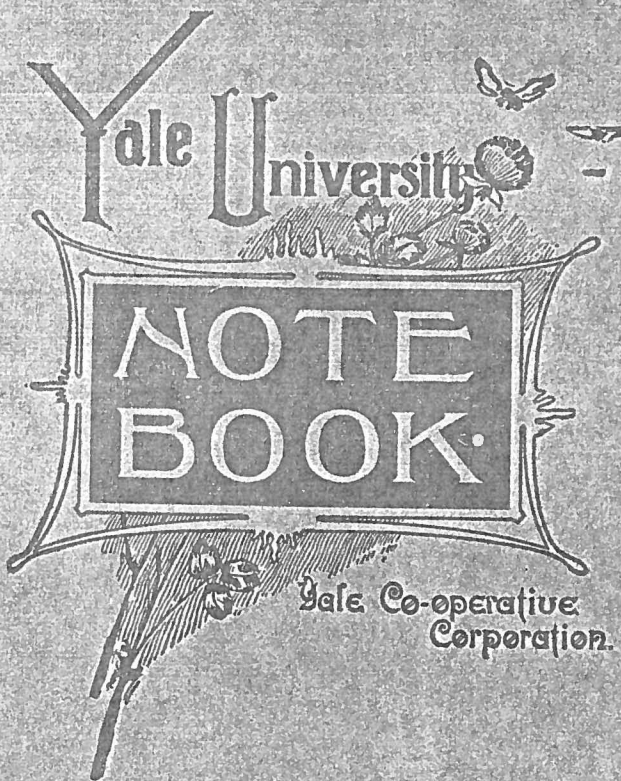 Yale University
NOTE
BOOK.
Yale Co-operative
Corporation.